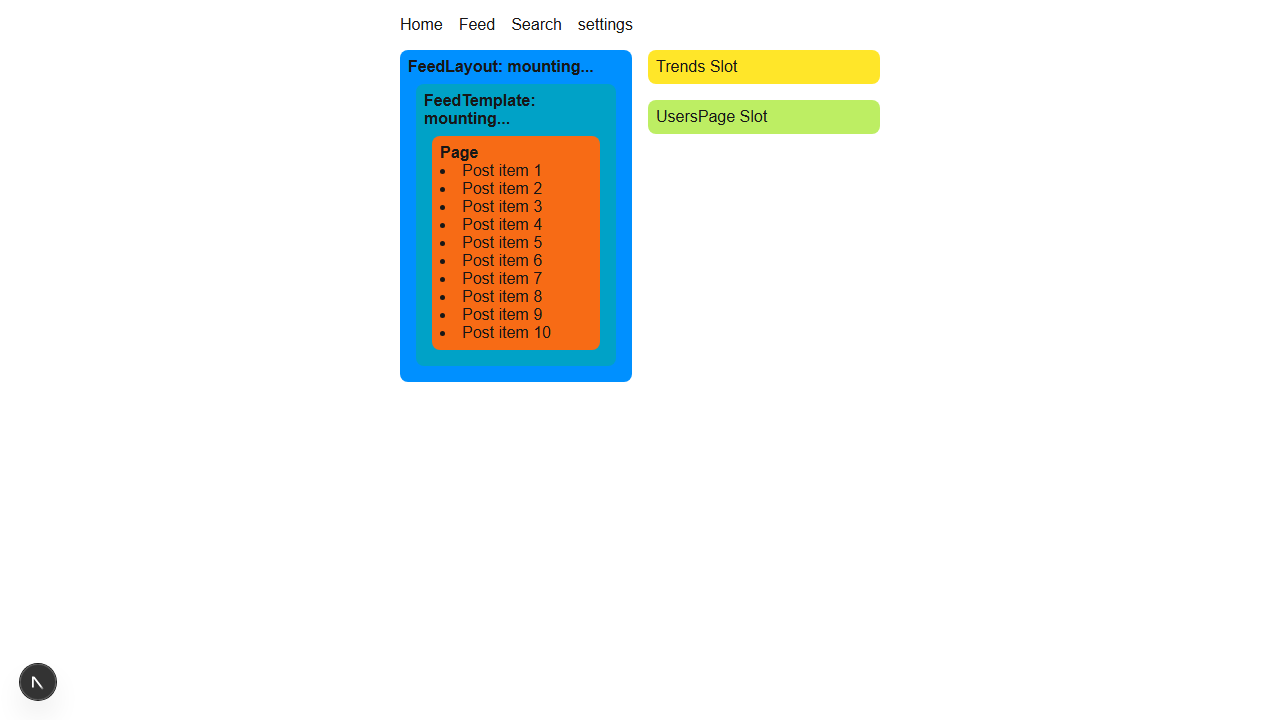 Home Feed Search settings
FeedLayout: mounting...
FeedTemplate:
mounting...
Page
Post item 1
Post item 2
Post item 3
Post item 4
Post item 5
Post item 6
Post item 7
Post item 8
Post item 9
Post item 10
Trends Slot
UsersPage Slot